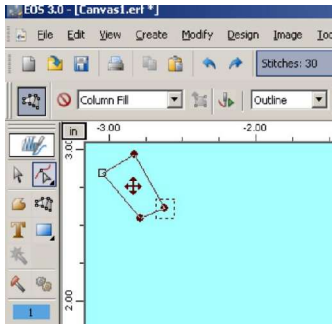 EOS 3.0 - [Canvas1.erf *]
File Edit View Create Modify Design Image
Stitches: 30
Column Fill Outline
in -3.00 -2.00
3.00
2.00
1